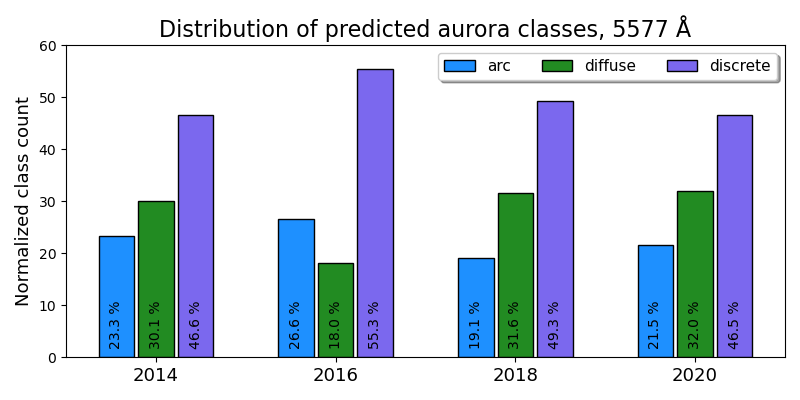 Distribution of predicted aurora classes, 5577 Å
Normalized class count
60
50
40
30
20
10
0
arc diffuse discrete
23.3 % 30.1 % 46.6 % 26.6 % 18.0 % 55.3 % 19.1 % 31.6 % 49.3 % 21.5 % 32.0 % 46.5 %
2014 2016 2018 2020